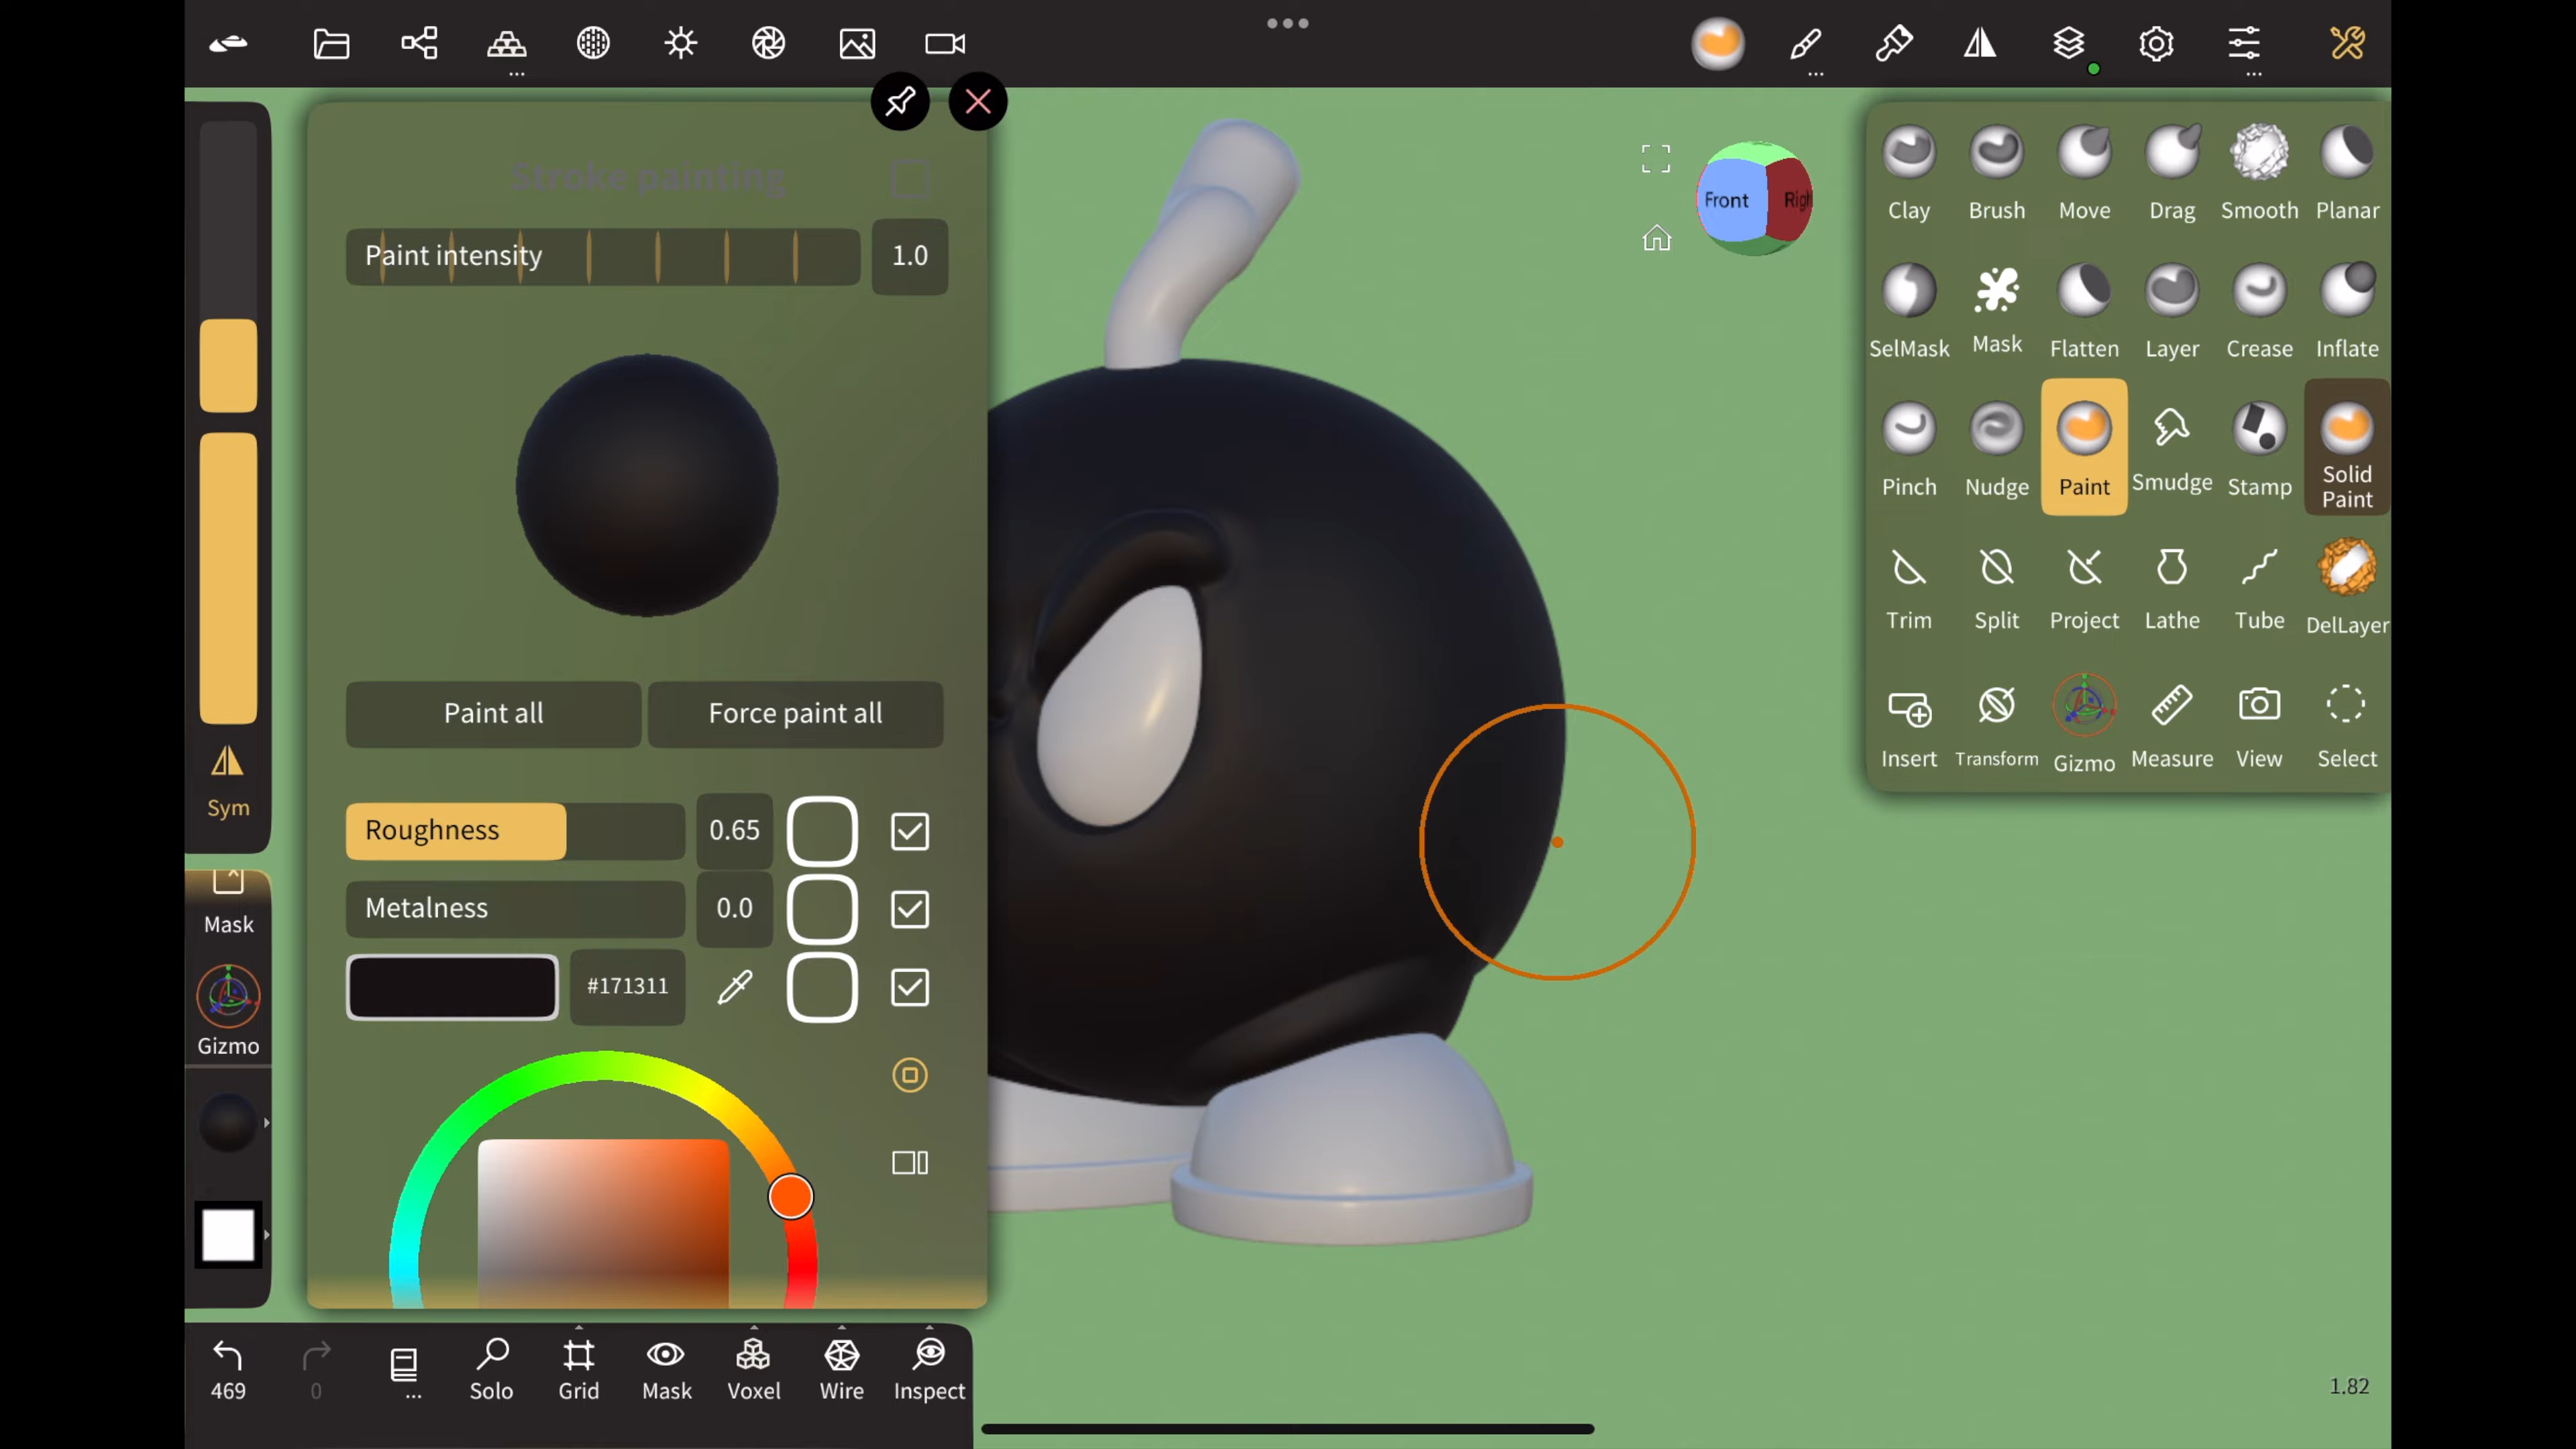 Stroke painting
Paint intensity 1.0
Paint all Force paint all
Roughness 0.65
Metalness 0.0
#171311
Sym
Mask
Gizmo
469 0 ... Solo Grid Mask Voxel Wire Inspect
Front Righ
Clay Brush Move Drag Smooth Planar
SelMask Mask Flatten Layer Crease Inflate
Pinch Nudge Paint Smudge Stamp Solid Paint
Trim Split Project Lathe Tube DelLayer
Insert Transform Gizmo Measure View Select
1.82